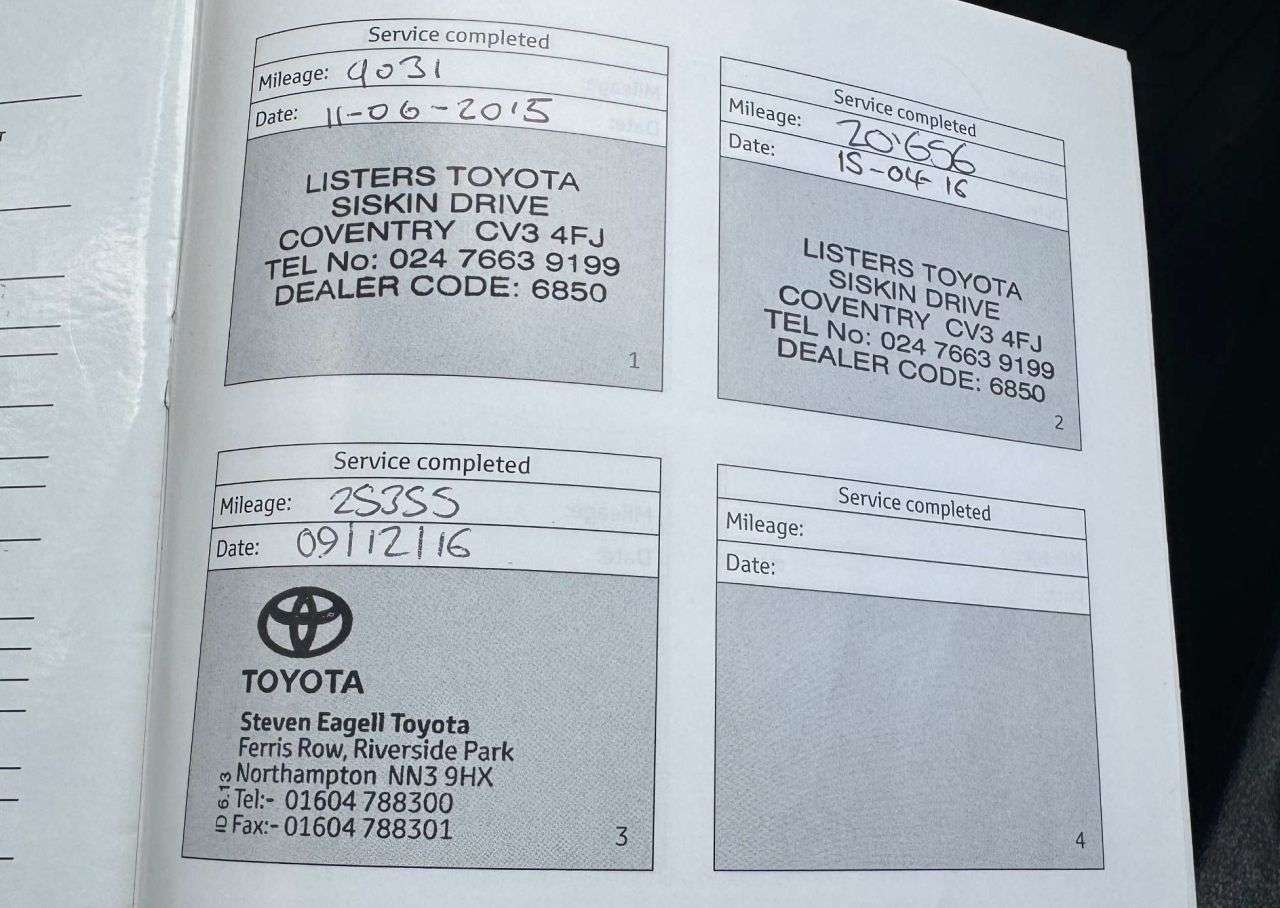 Service completed
Mileage: 9031
Date: 11-06-2015
LISTERS TOYOTA
SISKIN DRIVE
COVENTRY CV3 4FJ
TEL No: 024 7663 9199
DEALER CODE: 6850
1
Service completed
Mileage: 20'656
Date: 15-04-16
LISTERS TOYOTA
SISKIN DRIVE
COVENTRY CV3 4FJ
TEL No: 024 7663 9199
DEALER CODE: 6850
2
Service completed
Mileage: 25355
Date: 09/12/16
TOYOTA
Steven Eagell Toyota
Ferris Row, Riverside Park
Northampton NN3 9HX
Tel:- 01604 788300
Fax:- 01604 788301
ID 6.13
3
Service completed
Mileage:
Date:
4